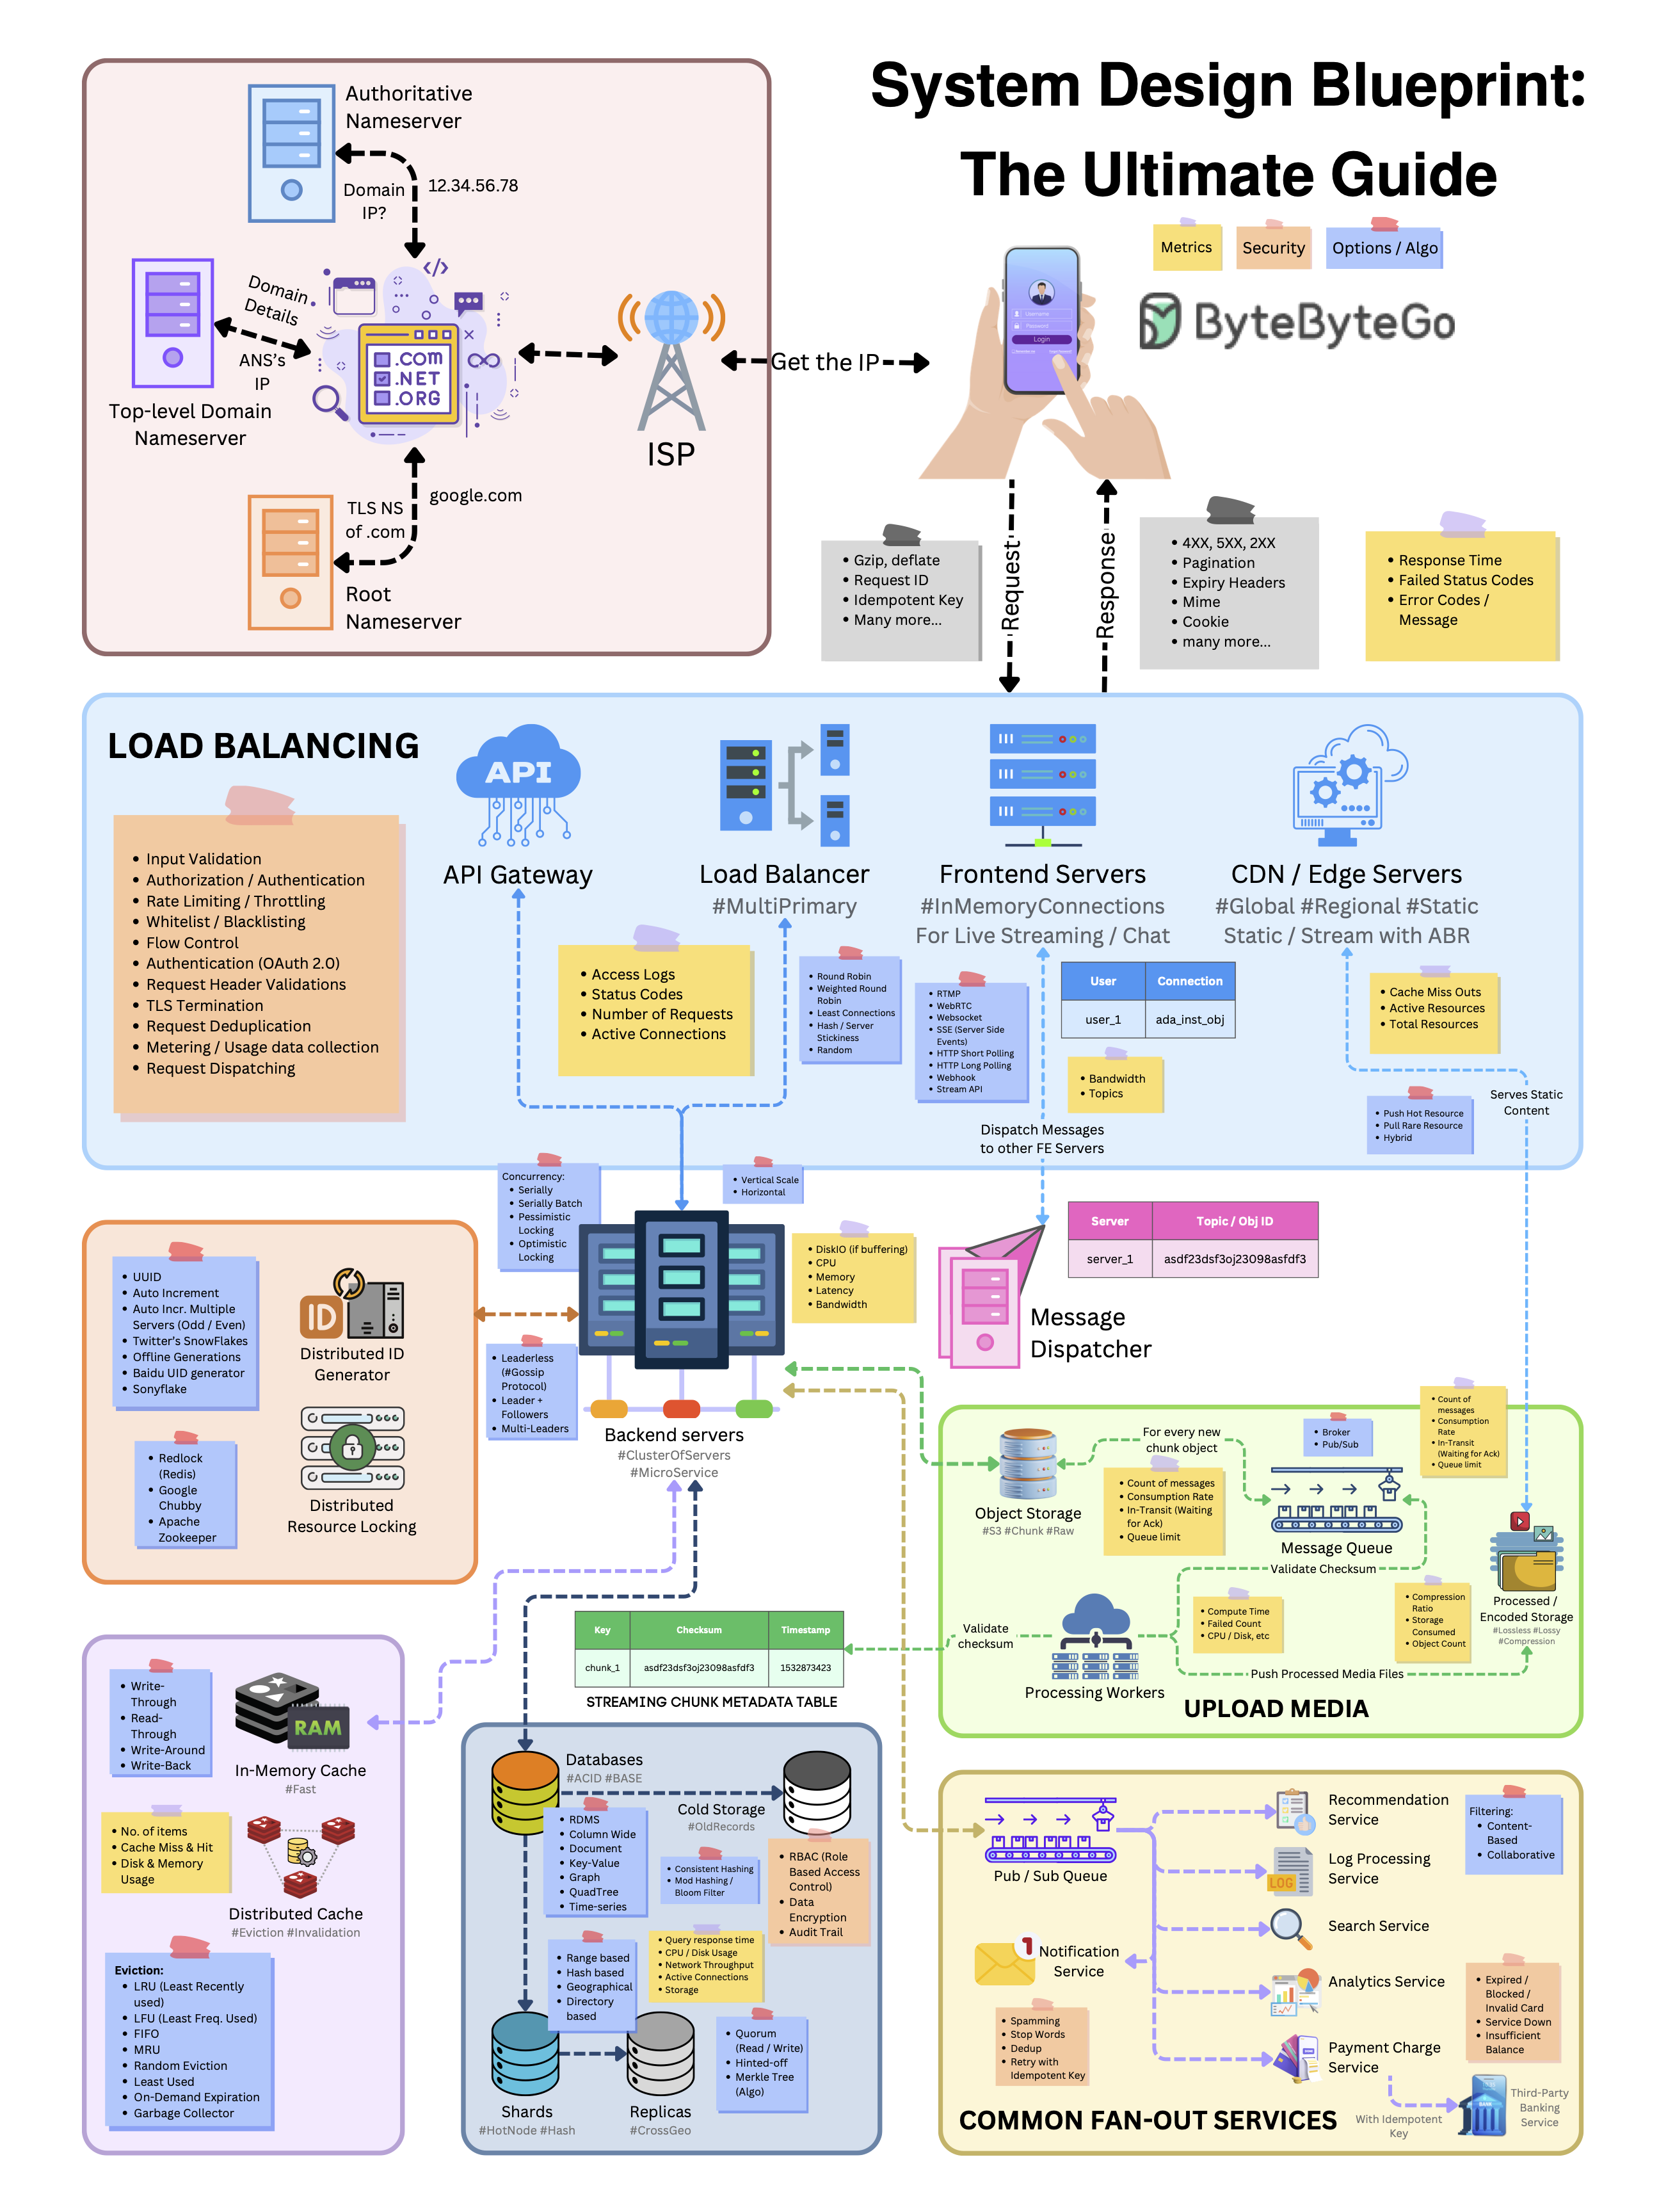 System Design Blueprint:
The Ultimate Guide
Metrics
Security
Options / Algo
ByteByteGo
Authoritative
Nameserver
Domain
IP?
12.34.56.78
Domain
Details
ANS's
IP
Top-level Domain
Nameserver
</>
.COM
.NET
.ORG
ISP
Get the IP
Username
Password
Login
TLS NS
of .com
google.com
Root
Nameserver
Request
Response
• Gzip, deflate
• Request ID
• Idempotent Key
• Many more...
• 4XX, 5XX, 2XX
• Pagination
• Expiry Headers
• Mime
• Cookie
• many more...
• Response Time
• Failed Status Codes
• Error Codes /
Message
LOAD BALANCING
• Input Validation
• Authorization / Authentication
• Rate Limiting / Throttling
• Whitelist / Blacklisting
• Flow Control
• Authentication (OAuth 2.0)
• Request Header Validations
• TLS Termination
• Request Deduplication
• Metering / Usage data collection
• Request Dispatching
API
API Gateway
Load Balancer
#MultiPrimary
Frontend Servers
#InMemoryConnections
For Live Streaming / Chat
CDN / Edge Servers
#Global #Regional #Static
Static / Stream with ABR
• Access Logs
• Status Codes
• Number of Requests
• Active Connections
• Round Robin
• Weighted Round
Robin
• Least Connections
• Hash / Server
Stickiness
• Random
• RTMP
• WebRTC
• Websocket
• SSE (Server Side
Events)
• HTTP Short Polling
• HTTP Long Polling
• Webhook
• Stream API
User Connection
user_1 ada_inst_obj
• Bandwidth
• Topics
Dispatch Messages
to other FE Servers
• Cache Miss Outs
• Active Resources
• Total Resources
• Push Hot Resource
• Pull Rare Resource
• Hybrid
Serves Static
Content
Concurrency:
• Serially
• Serially Batch
• Pessimistic
Locking
• Optimistic
Locking
• Vertical Scale
• Horizontal
• DiskIO (if buffering)
• CPU
• Memory
• Latency
• Bandwidth
Server Topic / Obj ID
server_1 asdf23dsf3oj23098asfdf3
Message
Dispatcher
• UUID
• Auto Increment
• Auto Incr. Multiple
Servers (Odd / Even)
• Twitter's SnowFlakes
• Offline Generations
• Baidu UID generator
• Sonyflake
ID
Distributed ID
Generator
• Redlock
(Redis)
• Google
Chubby
• Apache
Zookeeper
Distributed
Resource Locking
• Leaderless
(#Gossip
Protocol)
• Leader +
Followers
• Multi-Leaders
Backend servers
#ClusterOfServers
#MicroService
Object Storage
#S3 #Chunk #Raw
For every new
chunk object
• Count of messages
• Consumption Rate
• In-Transit (Waiting
for Ack)
• Queue limit
• Broker
• Pub/Sub
• Count of
messages
• Consumption
Rate
• In-Transit
(Waiting for Ack)
• Queue limit
Message Queue
Validate Checksum
Processed /
Encoded Storage
#Lossless #Lossy
#Compression
• Compute Time
• Failed Count
• CPU / Disk, etc
• Compression
Ratio
• Storage
Consumed
• Object Count
Validate
checksum
Processing Workers
Push Processed Media Files
UPLOAD MEDIA
Key Checksum Timestamp
chunk_1 asdf23dsf3oj23098asfdf3 1532873423
STREAMING CHUNK METADATA TABLE
• Write-
Through
• Read-
Through
• Write-Around
• Write-Back
RAM
In-Memory Cache
#Fast
• No. of items
• Cache Miss & Hit
• Disk & Memory
Usage
Distributed Cache
#Eviction #Invalidation
Eviction:
• LRU (Least Recently
used)
• LFU (Least Freq. Used)
• FIFO
• MRU
• Random Eviction
• Least Used
• On-Demand Expiration
• Garbage Collector
Databases
#ACID #BASE
Cold Storage
#OldRecords
• RDMS
• Column Wide
• Document
• Key-Value
• Graph
• QuadTree
• Time-series
• Consistent Hashing
• Mod Hashing /
Bloom Filter
• RBAC (Role
Based Access
Control)
• Data
Encryption
• Audit Trail
• Range based
• Hash based
• Geographical
• Directory
based
• Query response time
• CPU / Disk Usage
• Network Throughput
• Active Connections
• Storage
• Quorum
(Read / Write)
• Hinted-off
• Merkle Tree
(Algo)
Shards
#HotNode #Hash
Replicas
#CrossGeo
Pub / Sub Queue
Recommendation
Service
Filtering:
• Content-
Based
• Collaborative
LOG
Log Processing
Service
Search Service
1
Notification
Service
• Spamming
• Stop Words
• Dedup
• Retry with
Idempotent Key
Analytics Service
• Expired /
Blocked /
Invalid Card
• Service Down
• Insufficient
Balance
Payment Charge
Service
With Idempotent
Key
BANK
Third-Party
Banking
Service
COMMON FAN-OUT SERVICES